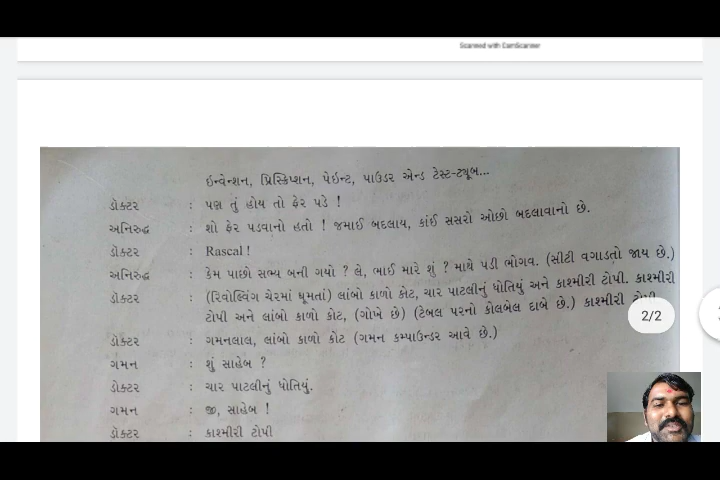 Scanned with CamScanner
ઇન્વેન્શન, પ્રિસ્ક્રિપ્શન, પેઇન્ટ, પાઉડર એન્ડ ટેસ્ટ-ટ્યૂબ...
ડૉક્ટર : પણ તું હોય તો ફેર પડે !
અનિરુદ્ધ : શો ફેર પડવાનો હતો ! જમાઈ બદલાય, કાંઈ સસરો ઓછો બદલાવાનો છે.
ડૉક્ટર : Rascal !
અનિરુદ્ધ : કેમ પાછો સભ્ય બની ગયો ? લે, ભાઈ મારે શું ? માથે પડી ભોગવ. (સીટી વગાડતો જાય છે.)
ડૉક્ટર : (રિવોલ્વિંગ ચેરમાં ઘૂમતાં) લાંબો કાળો કોટ, ચાર પાટલીનું ધોતિયું અને કાશ્મીરી ટોપી. કાશ્મીરી
ટોપી અને લાંબો કાળો કોટ, (ગોખે છે) (ટેબલ પરનો કોલબેલ દાબે છે.) કાશ્મીરી
2/2
ડૉક્ટર : ગમનલાલ, લાંબો કાળો કોટ (ગમન કમ્પાઉન્ડર આવે છે.)
ગમન : શું સાહેબ ?
ડૉક્ટર : ચાર પાટલીનું ધોતિયું.
ગમન : જી, સાહેબ !
ડૉક્ટર : કાશ્મીરી ટોપી